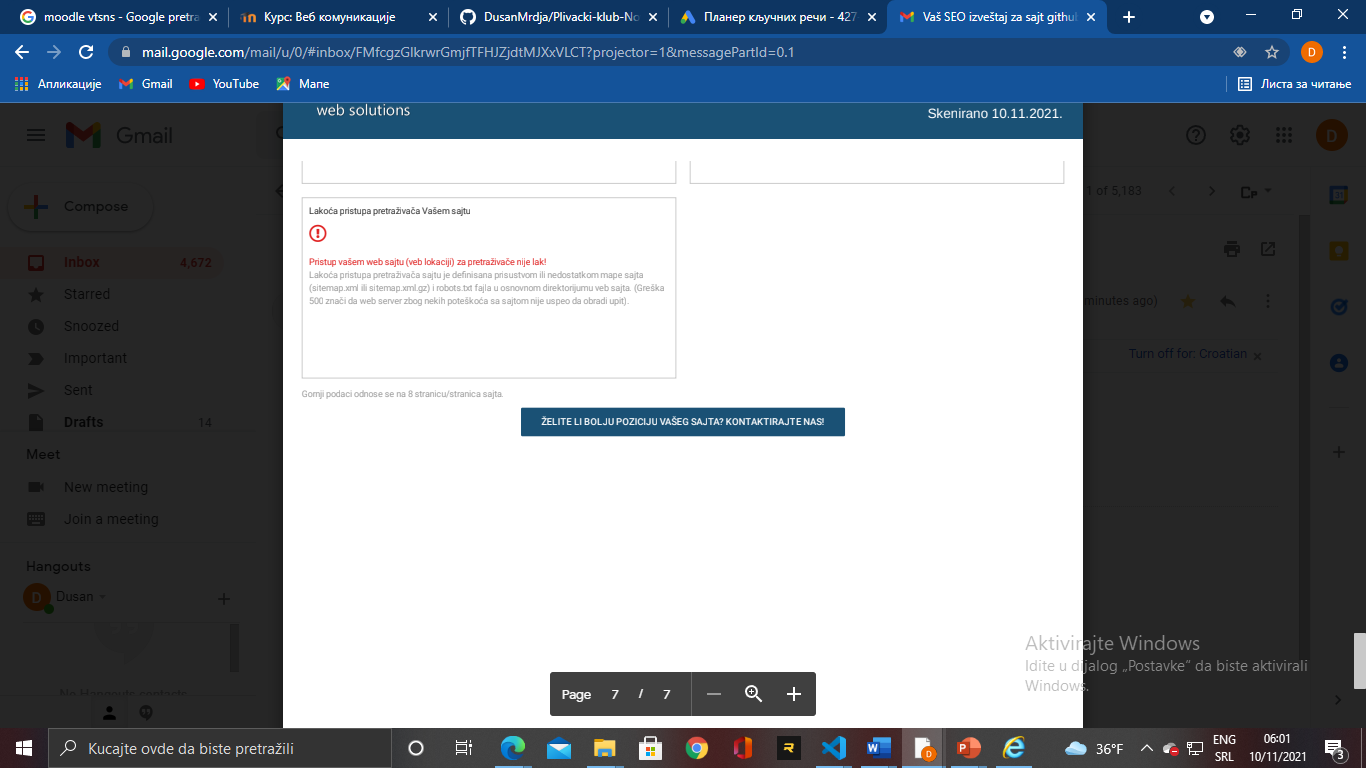 moodle vtsns - Google pretra
Курс: Веб комуникације
DusanMrdja/Plivacki-klub-No
Планер кључних речи - 427
Vaš SEO izveštaj za sajt github
mail.google.com/mail/u/0/#inbox/FMfcgzGlkrwrGmjfTFHJZjdtMJXxVLCT?projector=1&messagePartId=0.1
D
Апликације
Gmail
YouTube
Мапе
Листа за читање
web solutions
Skenirano 10.11.2021.
Gmail
D
Compose
1 of 5,183
Inbox 4,672
Starred
Snoozed
Important
Sent
Drafts 14
minutes ago)
Turn off for: Croatian
Lakoća pristupa pretraživača Vašem sajtu
Pristup vašem web sajtu (veb lokaciji) za pretraživače nije lak!
Lakoća pristupa pretraživača sajtu je definisana prisustvom ili nedostatkom mape sajta
(sitemap.xml ili sitemap.xml.gz) i robots.txt fajla u osnovnom direktorijumu veb sajta. (Greška
500 znači da web server zbog nekih poteškoća sa sajtom nije uspeo da obradi upit).
Gornji podaci odnose se na 8 stranicu/stranica sajta.
ŽELITE LI BOLJU POZICIJU VAŠEG SAJTA? KONTAKTIRAJTE NAS!
Meet
New meeting
Join a meeting
Hangouts
D
Dusan
No Hangouts contacts
Aktivirajte Windows
Idite u dijalog „Postavke“ da biste aktivirali
Windows.
Page 7 / 7
Kucajte ovde da biste pretražili
36°F
ENG
SRL
06:01
10/11/2021
3